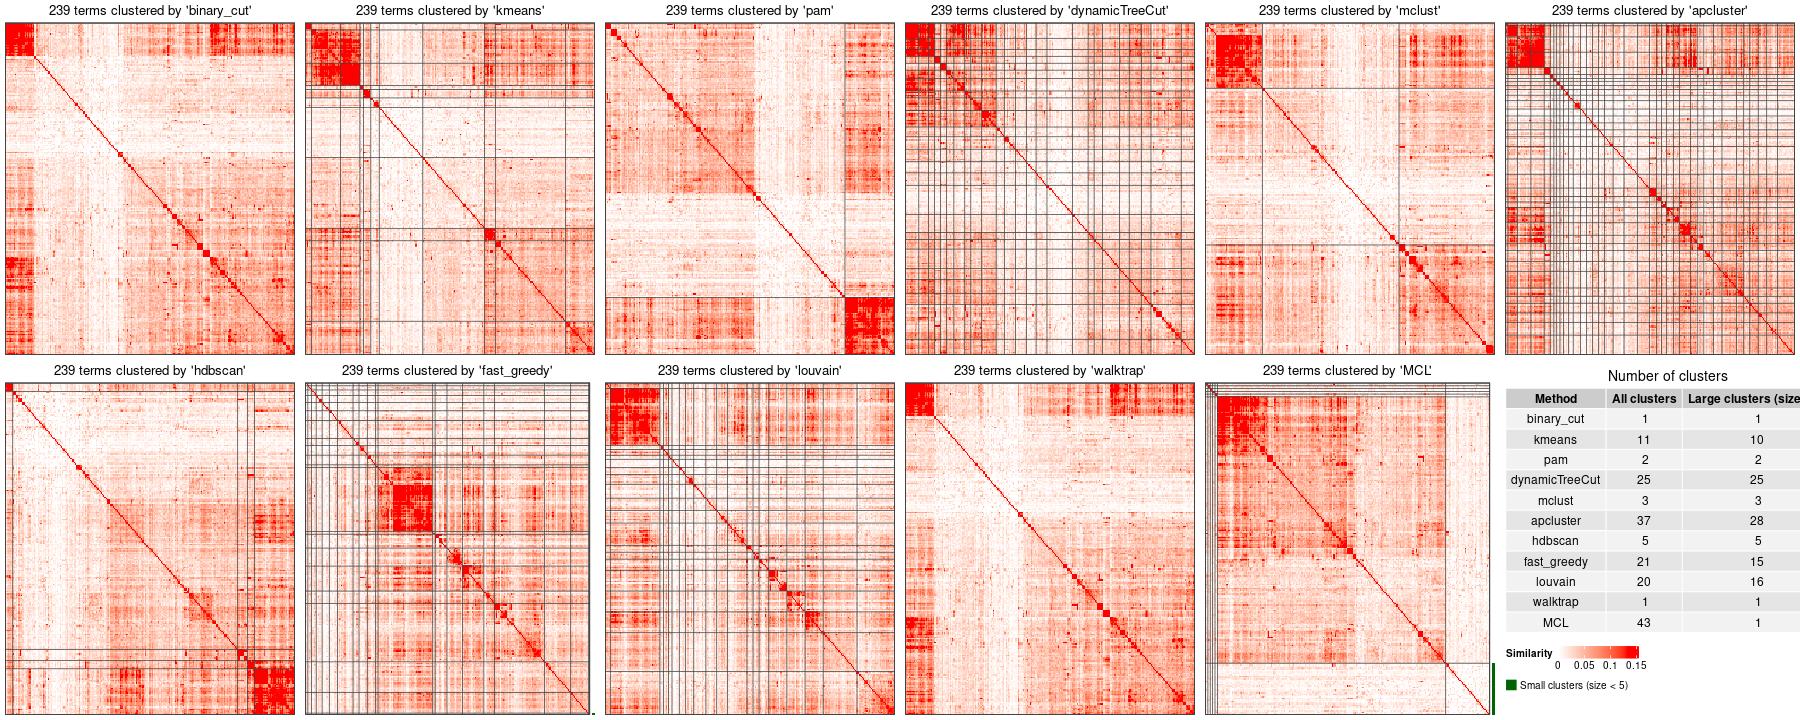 239 terms clustered by 'binary_cut'
239 terms clustered by 'kmeans'
239 terms clustered by 'pam'
239 terms clustered by 'dynamicTreeCut'
239 terms clustered by 'mclust'
239 terms clustered by 'apcluster'
239 terms clustered by 'hdbscan'
239 terms clustered by 'fast_greedy'
239 terms clustered by 'louvain'
239 terms clustered by 'walktrap'
239 terms clustered by 'MCL'
Number of clusters
Method All clusters Large clusters (size
binary_cut 1 1
kmeans 11 10
pam 2 2
dynamicTreeCut 25 25
mclust 3 3
apcluster 37 28
hdbscan 5 5
fast_greedy 21 15
louvain 20 16
walktrap 1 1
MCL 43 1
Similarity
0 0.05 0.1 0.15
Small clusters (size < 5)